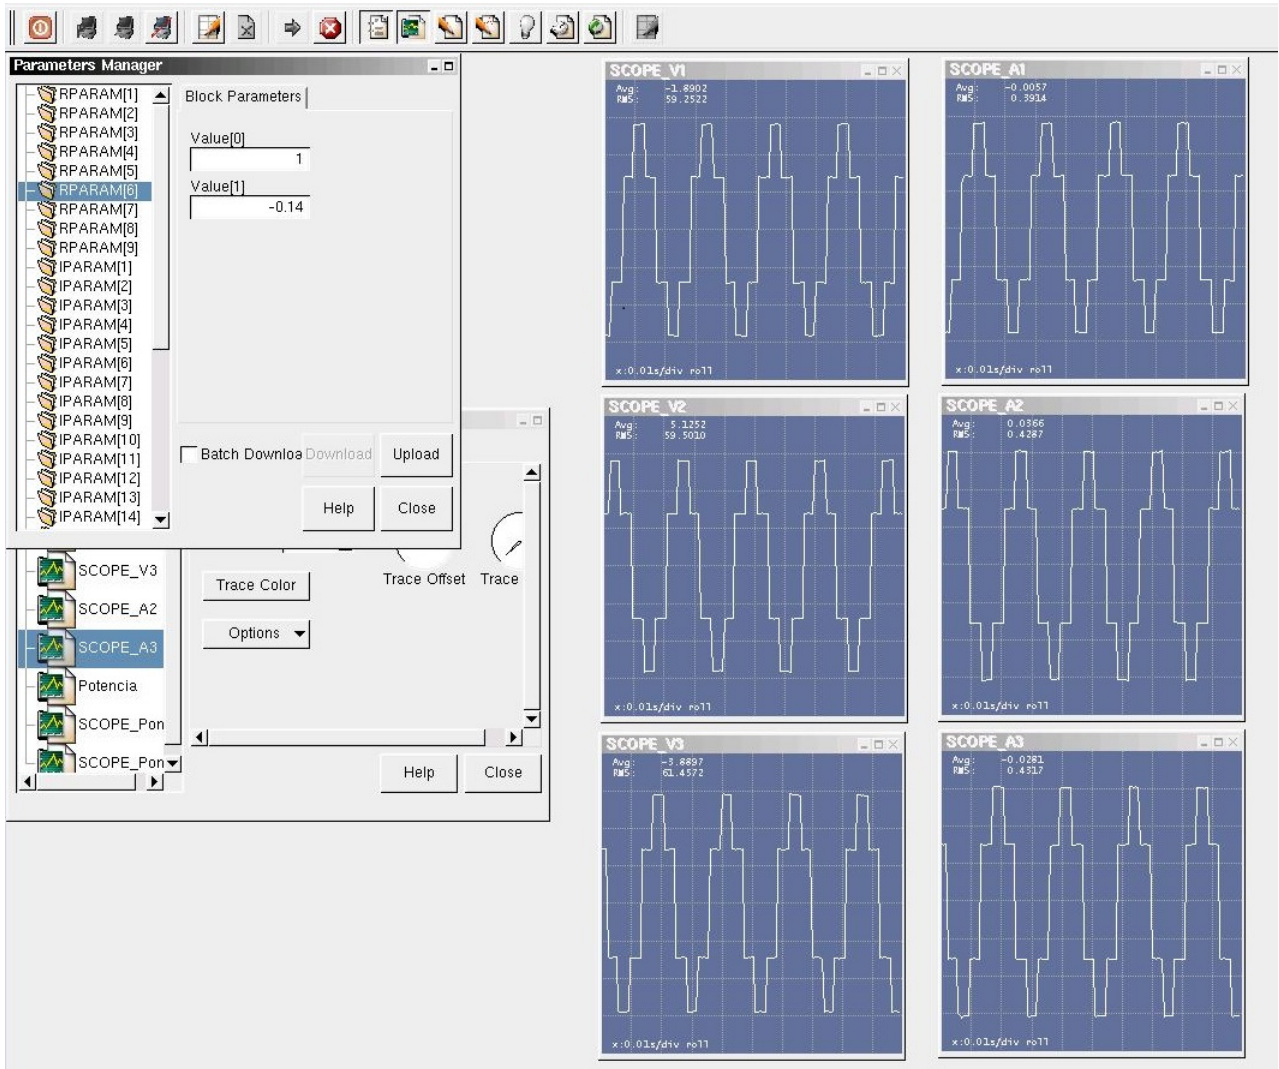 Parameters Manager
RPARAM[1]
RPARAM[2]
RPARAM[3]
RPARAM[4]
RPARAM[5]
RPARAM[6]
RPARAM[7]
RPARAM[8]
RPARAM[9]
IPARAM[1]
IPARAM[2]
IPARAM[3]
IPARAM[4]
IPARAM[5]
IPARAM[6]
IPARAM[7]
IPARAM[8]
IPARAM[9]
IPARAM[10]
IPARAM[11]
IPARAM[12]
IPARAM[13]
IPARAM[14]
Block Parameters
Value[0]
1
Value[1]
-0.14
Batch Downloa
Download
Upload
Help
Close
SCOPE_V3
SCOPE_A2
SCOPE_A3
Potencia
SCOPE_Pon
SCOPE_Pon
Trace Color
Options
Trace Offset
Trace
Help
Close
SCOPE_V1
Avg: -1.8902
RMS: 59.2522
x:0.01s/div roll
SCOPE_A1
Avg: -0.0057
RMS: 0.3914
x:0.01s/div roll
SCOPE_V2
Avg: 5.1252
RMS: 59.5010
x:0.01s/div roll
SCOPE_A2
Avg: 0.0366
RMS: 0.4287
x:0.01s/div roll
SCOPE_V3
Avg: -3.8897
RMS: 61.4572
x:0.01s/div roll
SCOPE_A3
Avg: -0.0281
RMS: 0.4317
x:0.01s/div roll